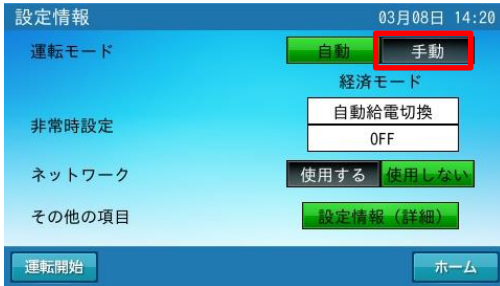 設定情報 03月08日 14:20
運転モード 自動 手動
経済モード
非常時設定 自動給電切換
OFF
ネットワーク 使用する 使用しない
その他の項目 設定情報（詳細）
運転開始 ホーム